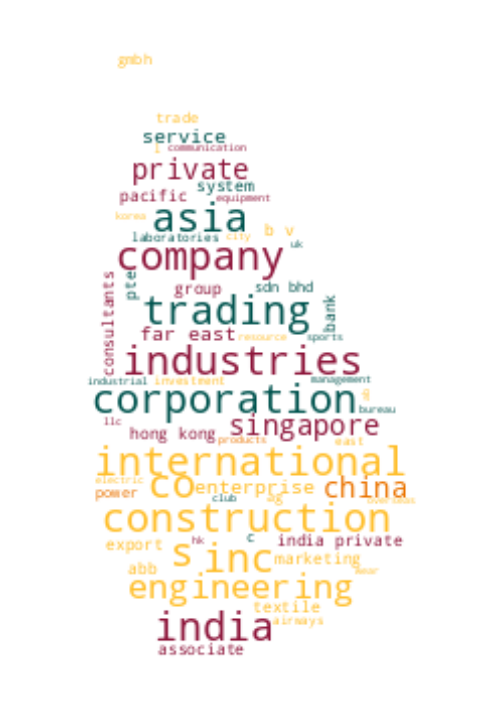 gmbh
trade
service
l communication
private
system
pacific equipment
korea asia
b v
laboratories city
uk
company
pte
consultants
group sdn bhd
trading
bank
far east resource sports
industries
industrial investment management
corporation
bureau
llc singapore
hong kong products east
international
electric
power co enterprise china
club ag overseas
construction
c
export s hk india private
inc marketing
abb
engineering
textile
airways
india
associate